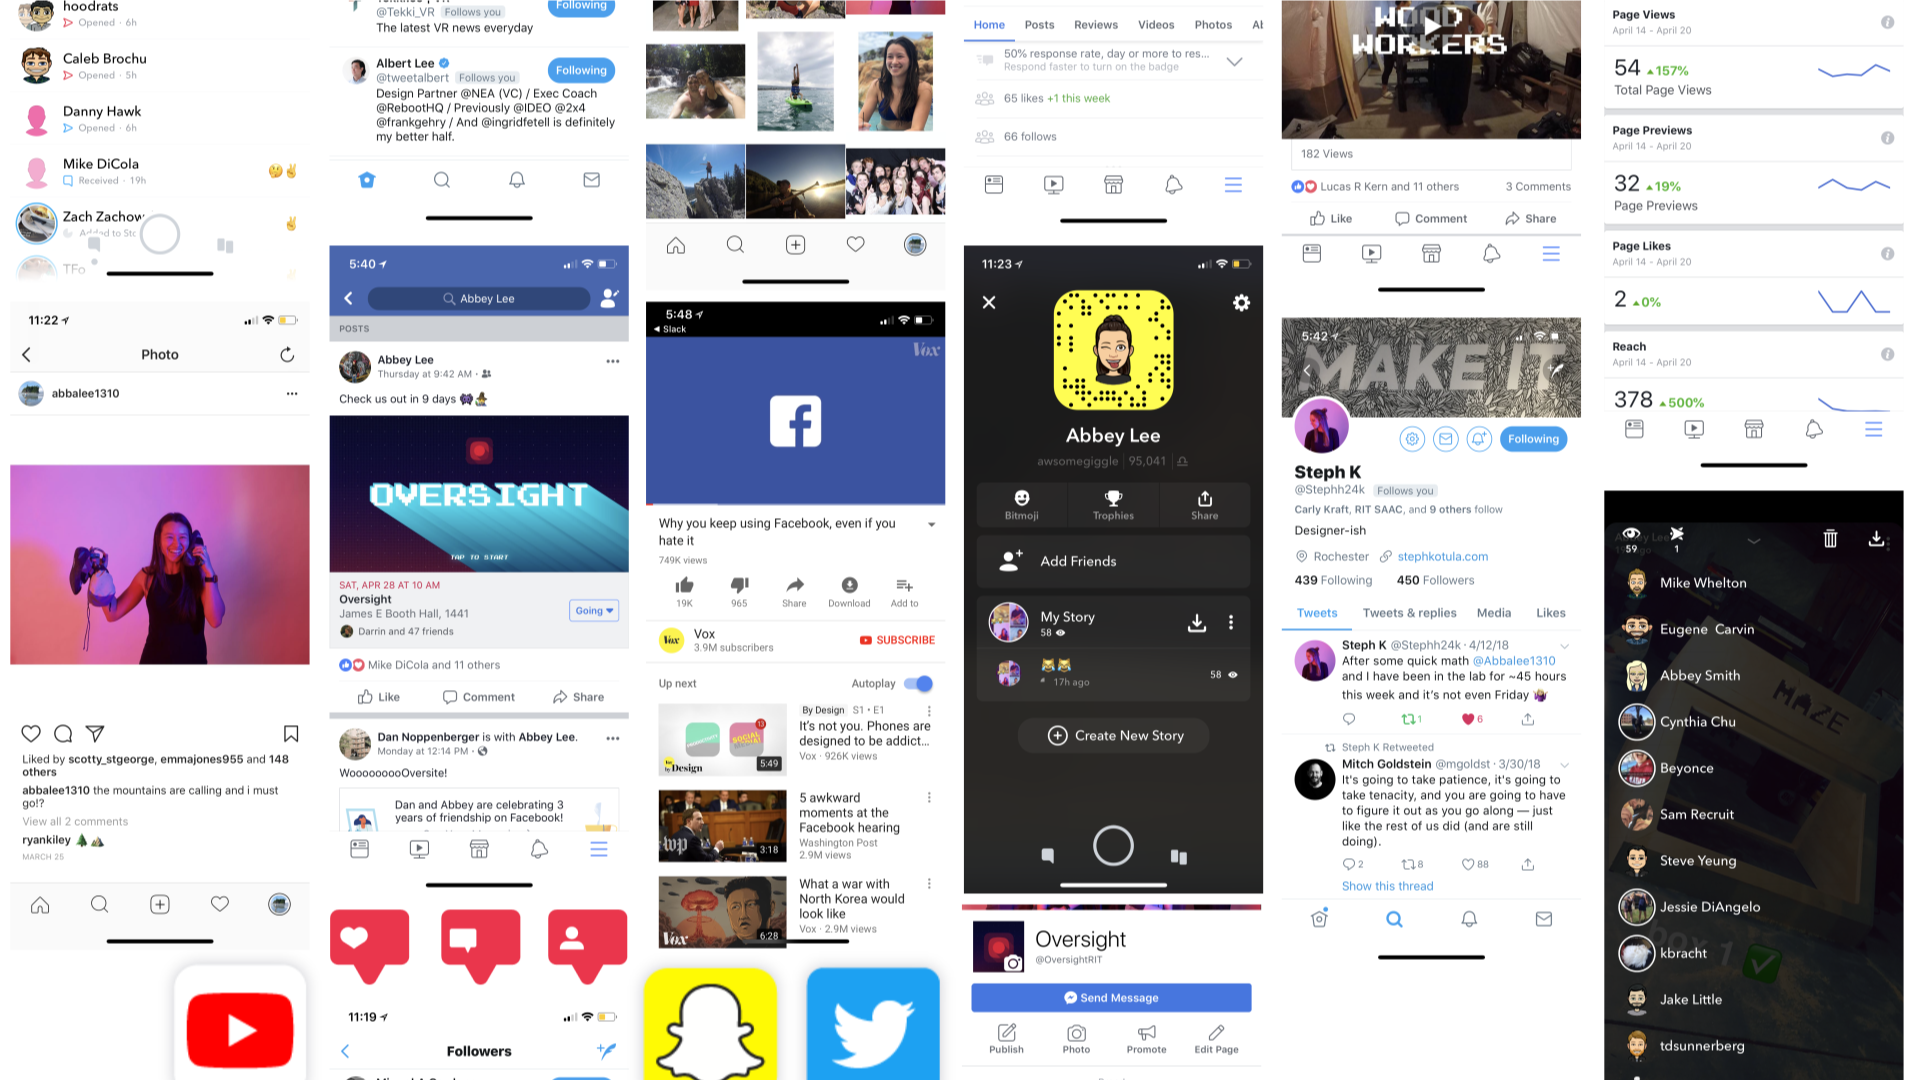 hoodrats
Opened · 6h
Caleb Brochu
Opened · 5h
Danny Hawk
Opened · 6h
Mike DiCola
Received · 19h
Zach Zachow
Added to Stc
TFo
11:22
Photo
abbalee1310
Liked by scotty_stgeorge, emmajones955 and 148
others
abbalee1310 the mountains are calling and i must
go!?
View all 2 comments
ryankiley
MARCH 25
@Tekki_VR Follows you
Following
The latest VR news everyday
Albert Lee
@tweetalbert Follows you
Following
Design Partner @NEA (VC) / Exec Coach
@RebootHQ / Previously @IDEO @2x4
@frankgehry / And @ingridfetell is definitely
my better half.
5:40
Abbey Lee
POSTS
Abbey Lee
Thursday at 9:42 AM ·
Check us out in 9 days
OVERSIGHT
TAP TO START
SAT, APR 28 AT 10 AM
Oversight
James E Booth Hall, 1441
Going
Darrin and 47 friends
Mike DiCola and 11 others
Like Comment Share
Dan Noppenberger is with Abbey Lee.
Monday at 12:14 PM ·
WooooooooOversite!
Dan and Abbey are celebrating 3
years of friendship on Facebook!
11:19
Followers
5:48
Slack
Vox
Why you keep using Facebook, even if you
hate it
749K views
19K 965 Share Download Add to
Vox
Vox
3.9M subscribers
SUBSCRIBE
Up next
Autoplay
by Design
5:49
By Design S1 · E1
It's not you. Phones are
designed to be addict...
Vox · 926K views
wp
3:18
5 awkward
moments at the
Facebook hearing
Washington Post
2.9M views
Vox
6:28
What a war with
North Korea would
look like
Vox · 2.9M views
Home Posts Reviews Videos Photos Al
50% response rate, day or more to res...
Respond faster to turn on the badge
65 likes +1 this week
66 follows
11:23
Abbey Lee
awsomegiggle 95,041
Bitmoji Trophies Share
Add Friends
My Story
58
17h ago
58
Create New Story
Oversight
@OversightRIT
Send Message
Publish Photo Promote Edit Page
WOOD
WORKERS
182 Views
Lucas R Kern and 11 others
3 Comments
Like Comment Share
5:42
MAKE IT
Following
Steph K
@Stephh24k Follows you
Carly Kraft, RIT SAAC, and 9 others follow
Designer-ish
Rochester stephkotula.com
439 Following 450 Followers
Tweets Tweets & replies Media Likes
Steph K @Stephh24k · 4/12/18
After some quick math @Abbalee1310
and I have been in the lab for ~45 hours
this week and it's not even Friday
1 6
Steph K Retweeted
Mitch Goldstein @mgoldst · 3/30/18
It's going to take patience, it's going to
take tenacity, and you are going to have
to figure it out as you go along — just
like the rest of us did (and are still
doing).
2 8 88
Show this thread
Page Views
April 14 - April 20
54 157%
Total Page Views
Page Previews
April 14 - April 20
32 19%
Page Previews
Page Likes
April 14 - April 20
2 0%
Reach
April 14 - April 20
378 500%
59 1
MAZE
Mike Whelton
Eugene Carvin
Abbey Smith
Cynthia Chu
Beyonce
Sam Recruit
Steve Yeung
Jessie DiAngelo
kbracht
Jake Little
tdsunnerberg